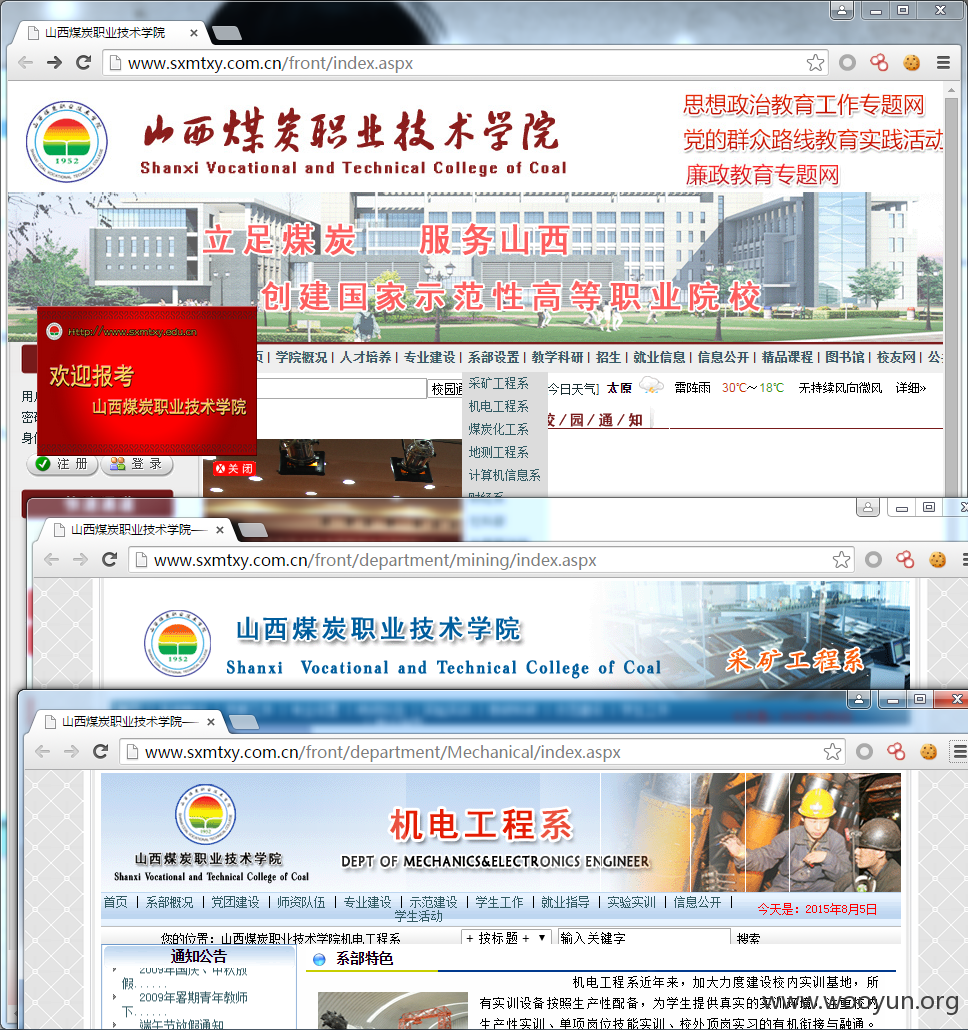 山西煤炭职业技术学院
www.sxmtxy.com.cn/front/index.aspx
1952
山西煤炭职业技术学院
Shanxi Vocational and Technical College of Coal
思想政治教育工作专题网
党的群众路线教育实践活动
廉政教育专题网
立足煤炭 服务山西
创建国家示范性高等职业院校
Http://www.sxmtxy.edu.cn
欢迎报考
山西煤炭职业技术学院
关闭
页 | 学院概况 | 人才培养 | 专业建设 | 系部设置 | 教学科研 | 招生 | 就业信息 | 信息公开 | 精品课程 | 图书馆 | 校友网 | 公
用
密
身
注 册
登 录
校园通
今日天气] 太原 雷阵雨 30℃～18℃ 无持续风向微风 详细»
采矿工程系
机电工程系
煤炭化工系
地测工程系
计算机信息系
财经系
校/园/通/知
山西煤炭职业技术学院——
www.sxmtxy.com.cn/front/department/mining/index.aspx
1952
山西煤炭职业技术学院
Shanxi Vocational and Technical College of Coal
采矿工程系
山西煤炭职业技术学院——
www.sxmtxy.com.cn/front/department/Mechanical/index.aspx
1952
山西煤炭职业技术学院
Shanxi Vocational and Technical College of Coal
机电工程系
DEPT OF MECHANICS&ELECTRONICS ENGINEER
首页 | 系部概况 | 党团建设 | 师资队伍 | 专业建设 | 示范建设 | 学生工作 | 就业指导 | 实验实训 | 信息公开 |
学生活动
今天是：2015年8月5日
您的位置：山西煤炭职业技术学院机电工程系
+ 按标题 +
输入关键字
搜索
通知公告
2009年国庆、中秋放
假......
2009年暑期青年教师
下......
端午节放假通知
系部特色
机电工程系近年来，加大力度建设校内实训基地，所
有实训设备按照生产性配备，为学生提供真实的实训环境，注重校内
生产性实训、单项岗位技能实训、校外顶岗实习的有机衔接与融通。
www.wooyun.org